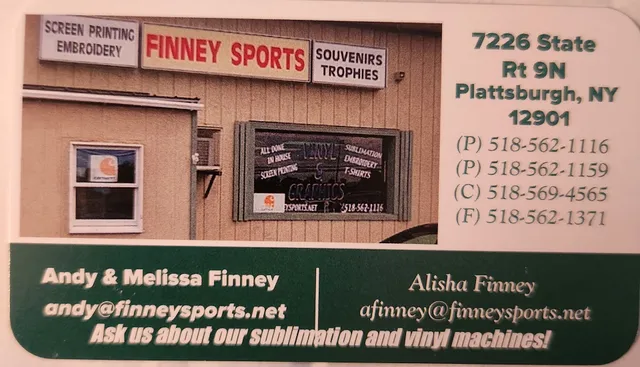 SCREEN PRINTING
EMBROIDERY
FINNEY SPORTS
SOUVENIRS
TROPHIES
ALL DONE
IN HOUSE
SCREEN PRINTING
VINYL
&
GRAPHICS
SUBLIMATION
EMBROIDERY
T-SHIRTS
YSPORTS.NET
518-562-1116
7226 State
Rt 9N
Plattsburgh, NY
12901
(P) 518-562-1116
(P) 518-562-1159
(C) 518-569-4565
(F) 518-562-1371
Andy & Melissa Finney
andy@finneysports.net
Alisha Finney
afinney@finneysports.net
Ask us about our sublimation and vinyl machines!